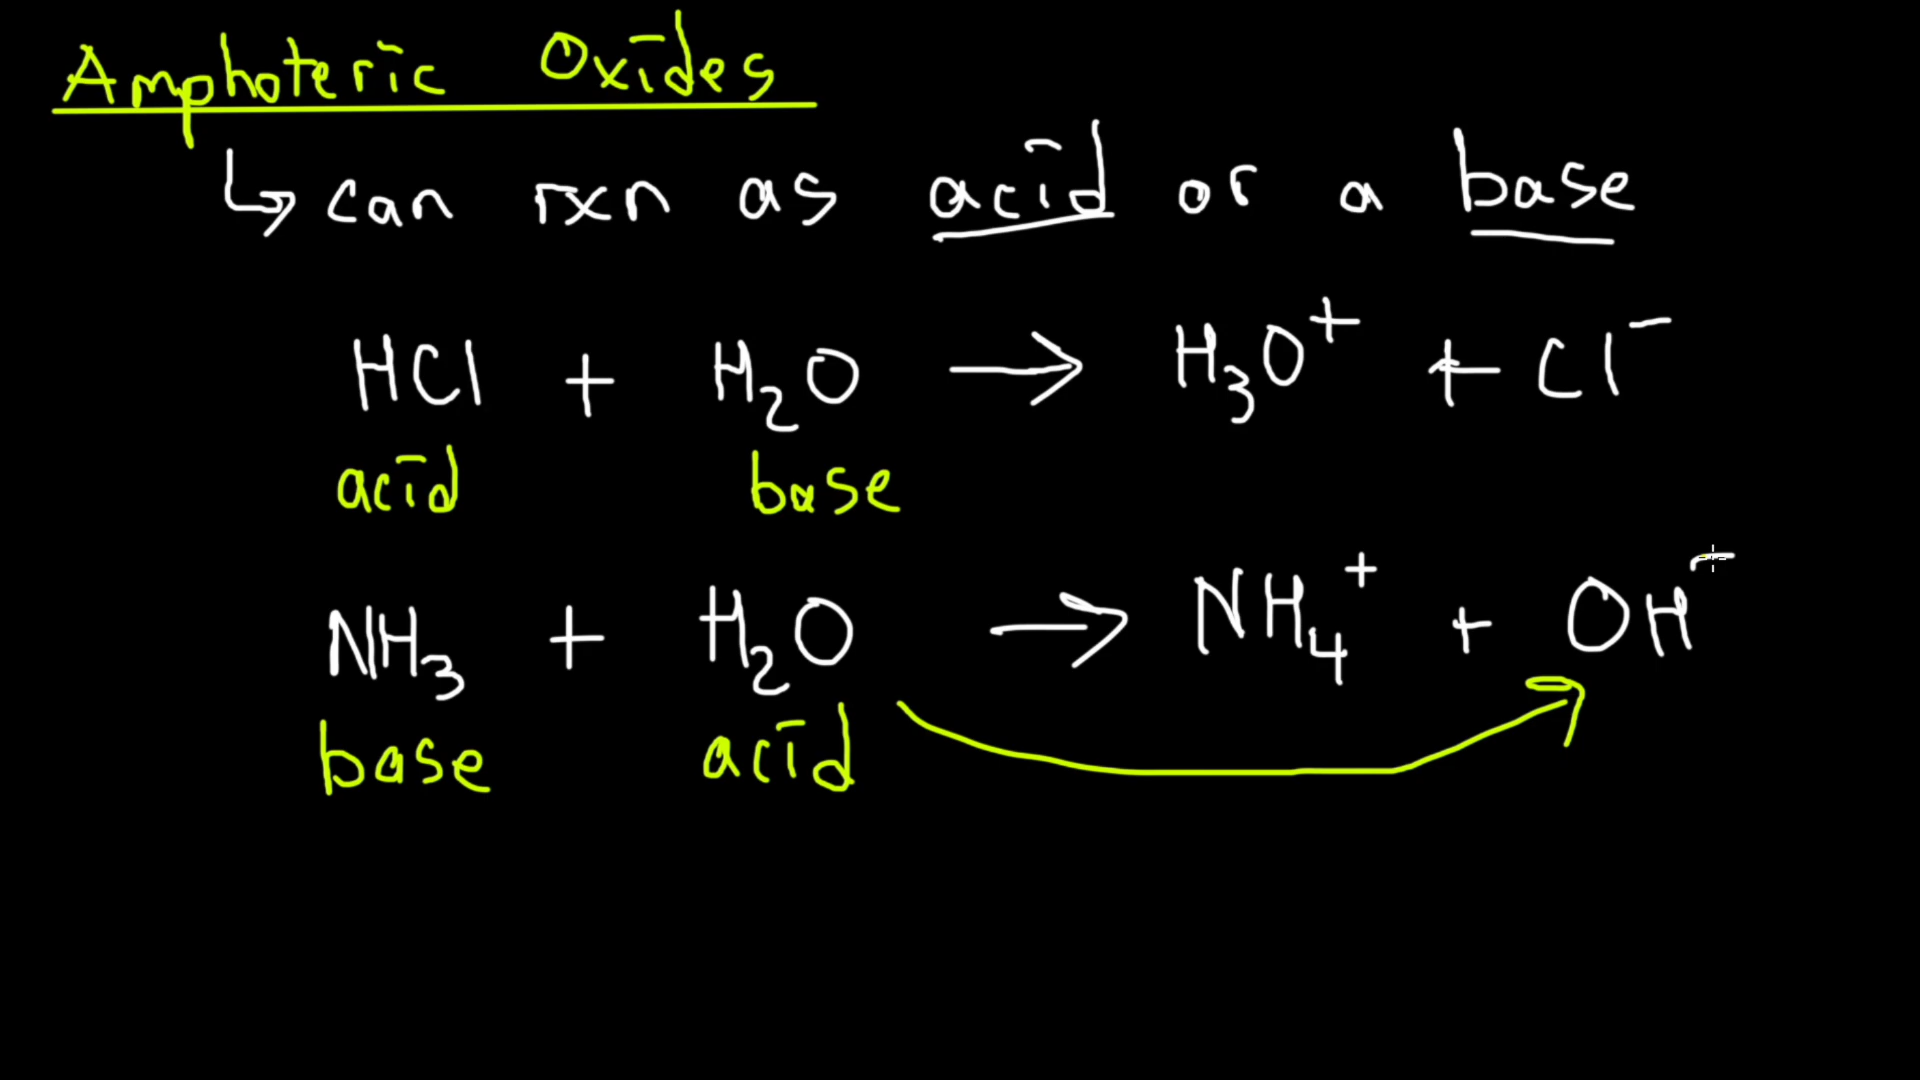 Amphoteric Oxides
↳ can rxn as acid or a base
HCl + H₂O → H₃O⁺ + Cl⁻
acid base
NH₃ + H₂O → NH₄⁺ + OH⁻
base acid